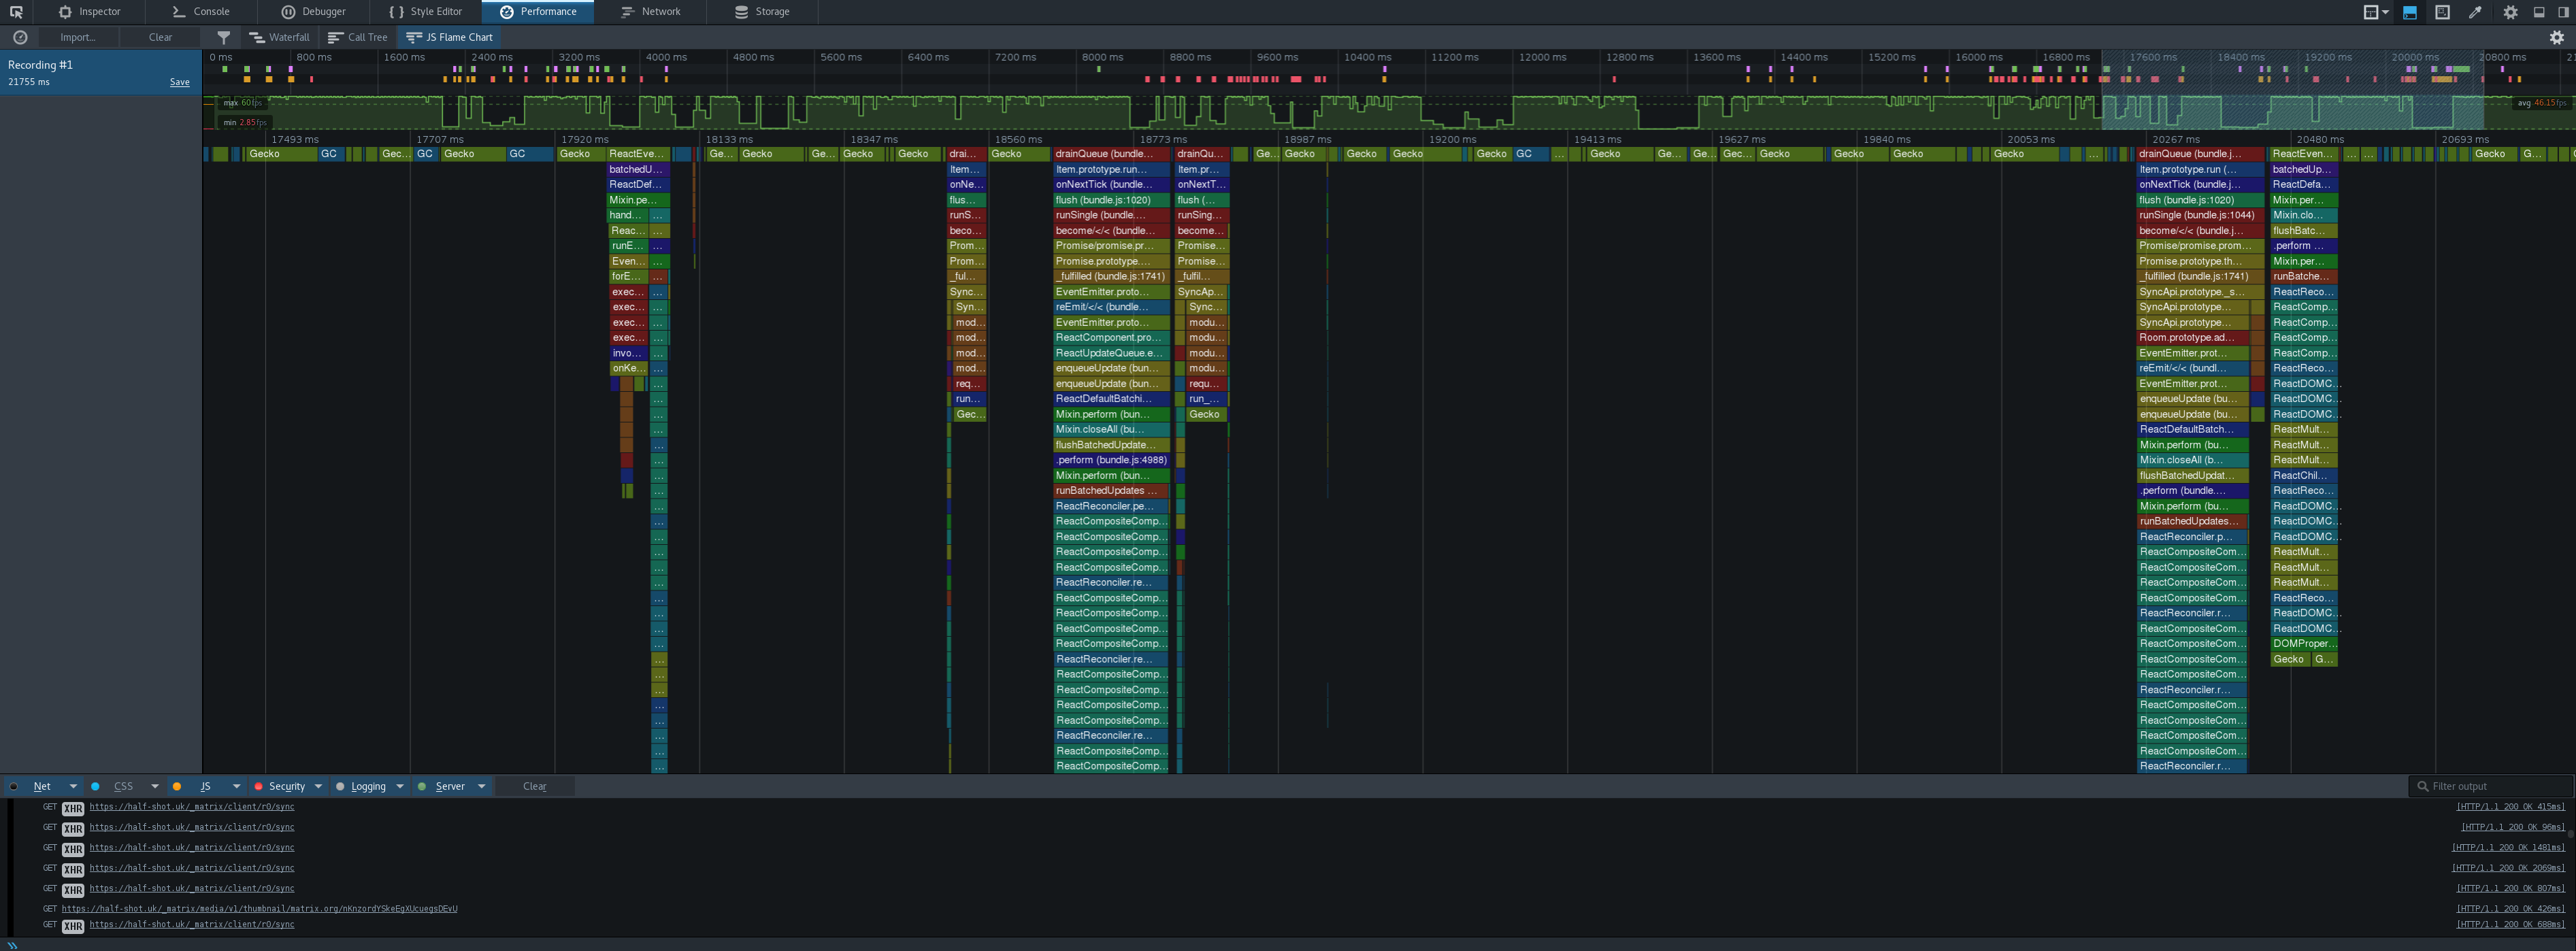 Inspector Console Debugger Style Editor Performance Network Storage
Import... Clear Waterfall Call Tree JS Flame Chart
Recording #1
21755 ms Save
0 ms 800 ms 1600 ms 2400 ms 3200 ms 4000 ms 4800 ms 5600 ms 6400 ms 7200 ms 8000 ms 8800 ms 9600 ms 10400 ms 11200 ms 12000 ms 12800 ms 13600 ms 14400 ms 15200 ms 16000 ms 16800 ms 17600 ms 18400 ms 19200 ms 20000 ms 20800 ms
max 60fps avg 46.15fps
min 2.85fps
17493 ms 17707 ms 17920 ms 18133 ms 18347 ms 18560 ms 18773 ms 18987 ms 19200 ms 19413 ms 19627 ms 19840 ms 20053 ms 20267 ms 20480 ms 20693 ms
Gecko GC Gec... GC Gecko GC Gecko ReactEve... Ge... Gecko Ge... Gecko Gecko drai... Gecko drainQueue (bundle... drainQu... Ge... Gecko Gecko Gecko Gecko GC ... Gecko Ge... Ge... Gec... Gecko Gecko Gecko Gecko ... drainQueue (bundle.j... ReactEven... ... ... Gecko G...
batchedU... Item... Item.prototype.run... Item.pr... Item.prototype.run (... batchedUp...
ReactDef... onNe... onNextTick (bundle... onNextT... onNextTick (bundle.j... ReactDefa...
Mixin.pe... flus... flush (bundle.js:1020) flush (... flush (bundle.js:1020) Mixin.per...
hand... ... runS... runSingle (bundle.... runSing... runSingle (bundle.js:1044) Mixin.clo...
Reac... ... beco... become/</< (bundle... become... become/</< (bundle.j... flushBatc...
runE... ... Prom... Promise/promise.pr... Promise... Promise/promise.prom... .perform ...
Even... ... Prom... Promise.prototype.... Promise... Promise.prototype.th... Mixin.per...
forE... ... _ful... _fulfilled (bundle.js:1741) _fulfil... _fulfilled (bundle.js:1741) runBatche...
exec... ... Sync... EventEmitter.proto... SyncAp... SyncApi.prototype._s... ReactReco...
exec... ... Syn... reEmit/</< (bundle... Sync... SyncApi.prototype... ReactComp...
exec... ... mod... EventEmitter.proto... modu... SyncApi.prototype... ReactComp...
exec... ... mod... ReactComponent.pro... modu... Room.prototype.ad... ReactComp...
invo... ... mod... ReactUpdateQueue.e... modu... EventEmitter.prot... ReactComp...
onKe... ... mod... enqueueUpdate (bun... modu... reEmit/</< (bundl... ReactReco...
... req... enqueueUpdate (bun... requ... EventEmitter.prot... ReactDOMC...
... run... ReactDefaultBatchi... run_... enqueueUpdate (bu... ReactDOMC...
... Gec... Mixin.perform (bun... Gecko enqueueUpdate (bu... ReactDOMC...
... Mixin.closeAll (bu... ReactDefaultBatch... ReactMult...
... flushBatchedUpdate... Mixin.perform (bu... ReactMult...
... .perform (bundle.js:4988) Mixin.closeAll (b... ReactMult...
... Mixin.perform (bun... flushBatchedUpdat... ReactChil...
... runBatchedUpdates ... .perform (bundle.... ReactReco...
... ReactReconciler.pe... Mixin.perform (bu... ReactDOMC...
... ReactCompositeComp... runBatchedUpdates... ReactDOMC...
... ReactCompositeComp... ReactReconciler.p... ReactDOMC...
... ReactCompositeComp... ReactCompositeCom... ReactMult...
... ReactCompositeComp... ReactCompositeCom... ReactMult...
... ReactReconciler.re... ReactCompositeCom... ReactMult...
... ReactCompositeComp... ReactCompositeCom... ReactReco...
... ReactCompositeComp... ReactReconciler.r... ReactDOMC...
... ReactCompositeComp... ReactCompositeCom... ReactDOMC...
... ReactCompositeComp... ReactCompositeCom... DOMProper...
... ReactReconciler.re... ReactCompositeCom... Gecko G...
... ReactCompositeComp... ReactCompositeCom...
... ReactCompositeComp... ReactReconciler.r...
... ReactCompositeComp... ReactCompositeCom...
... ReactCompositeComp... ReactCompositeCom...
... ReactReconciler.re... ReactCompositeCom...
... ReactCompositeComp... ReactCompositeCom...
... ReactCompositeComp... ReactReconciler.r...
Net CSS JS Security Logging Server Clear Filter output
GET XHR https://half-shot.uk/_matrix/client/r0/sync [HTTP/1.1 200 OK 415ms]
GET XHR https://half-shot.uk/_matrix/client/r0/sync [HTTP/1.1 200 OK 96ms]
GET XHR https://half-shot.uk/_matrix/client/r0/sync [HTTP/1.1 200 OK 1481ms]
GET XHR https://half-shot.uk/_matrix/client/r0/sync [HTTP/1.1 200 OK 2069ms]
GET XHR https://half-shot.uk/_matrix/client/r0/sync [HTTP/1.1 200 OK 807ms]
GET https://half-shot.uk/_matrix/media/v1/thumbnail/matrix.org/nKnzordYSkeEgXUcuegsDEvU [HTTP/1.1 200 OK 426ms]
GET XHR https://half-shot.uk/_matrix/client/r0/sync [HTTP/1.1 200 OK 688ms]